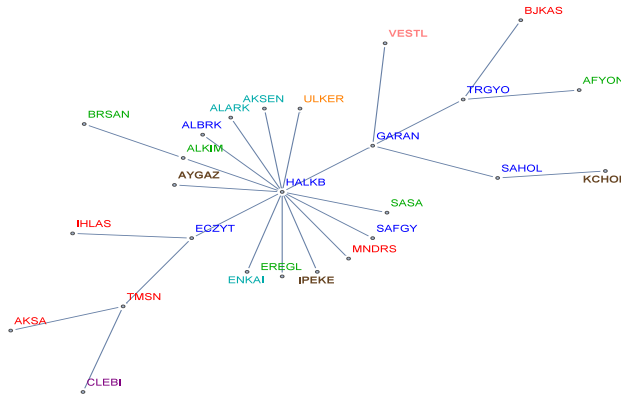 BJKAS
VESTL
AFYON
TRGYO
AKSEN
ULKER
ALARK
BRSAN
ALBRK
GARAN
ALKIM
SAHOL
AYGAZ
HALKB
KCHOL
SASA
IHLAS
ECZYT
SAFGY
MNDRS
EREGL
ENKAI
IPEKE
TMSN
AKSA
CLEBI